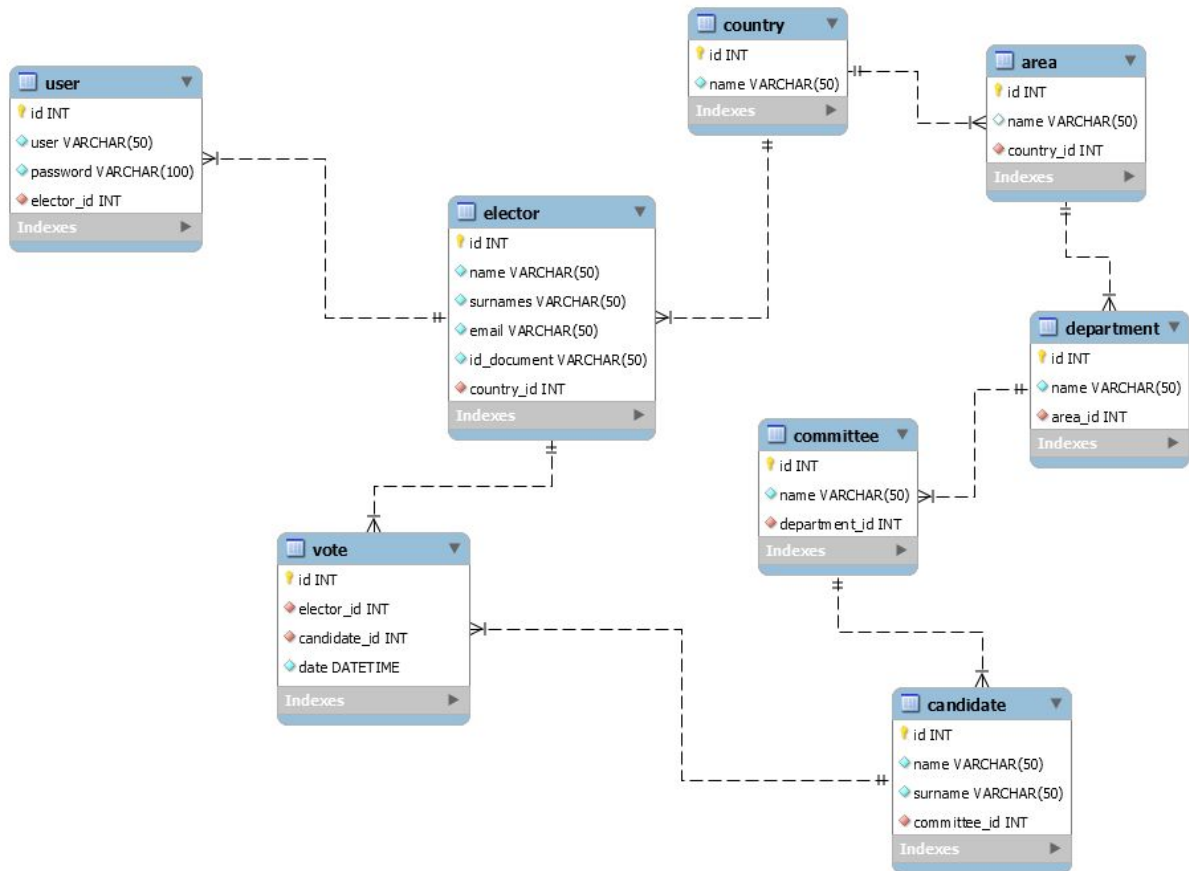 country
id INT
name VARCHAR(50)
Indexes
area
id INT
name VARCHAR(50)
country_id INT
Indexes
user
id INT
user VARCHAR(50)
password VARCHAR(100)
elector_id INT
Indexes
elector
id INT
name VARCHAR(50)
surnames VARCHAR(50)
email VARCHAR(50)
id_document VARCHAR(50)
country_id INT
Indexes
department
id INT
name VARCHAR(50)
area_id INT
Indexes
committee
id INT
name VARCHAR(50)
department_id INT
Indexes
vote
id INT
elector_id INT
candidate_id INT
date DATETIME
Indexes
candidate
id INT
name VARCHAR(50)
surname VARCHAR(50)
committee_id INT
Indexes